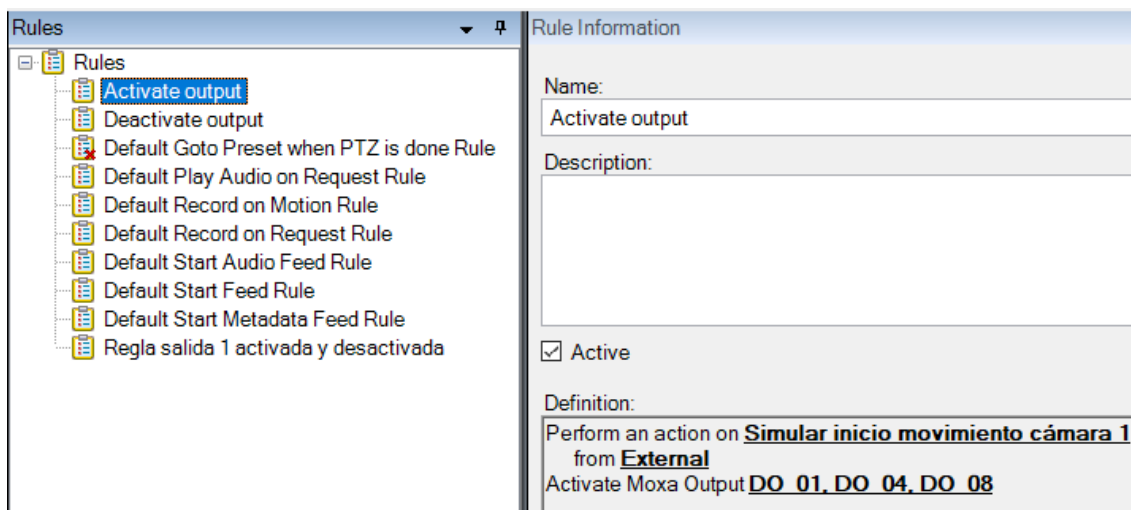 Rules
Rules
Activate output
Deactivate output
Default Goto Preset when PTZ is done Rule
Default Play Audio on Request Rule
Default Record on Motion Rule
Default Record on Request Rule
Default Start Audio Feed Rule
Default Start Feed Rule
Default Start Metadata Feed Rule
Regla salida 1 activada y desactivada
Rule Information
Name:
Activate output
Description:
Active
Definition:
Perform an action on Simular inicio movimiento cámara 1
from External
Activate Moxa Output DO_01, DO_04, DO_08